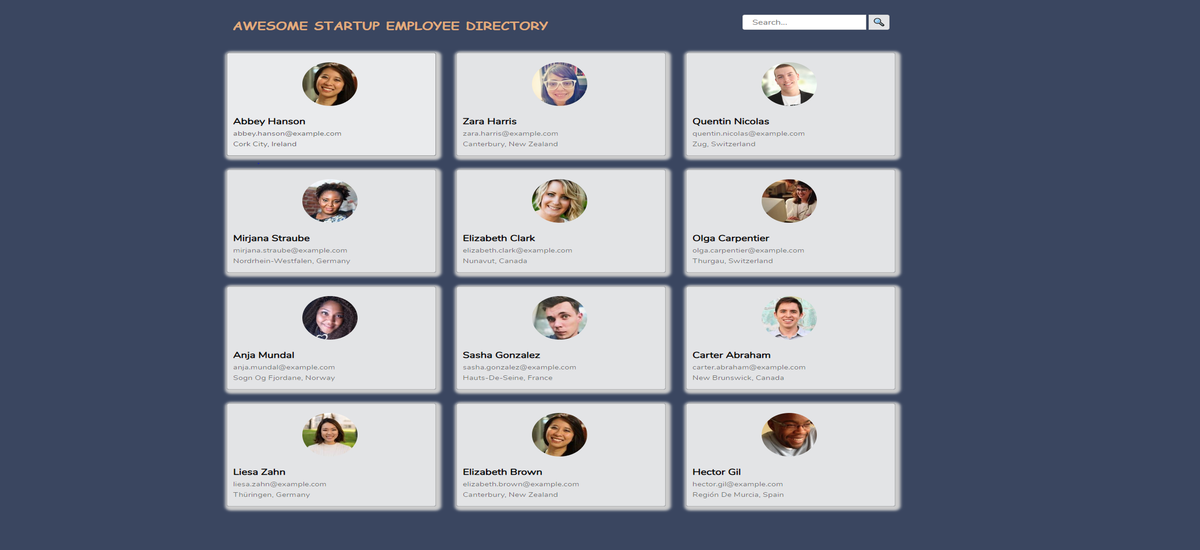 AWESOME STARTUP EMPLOYEE DIRECTORY
Search...
Abbey Hanson
abbey.hanson@example.com
Cork City, Ireland
Zara Harris
zara.harris@example.com
Canterbury, New Zealand
Quentin Nicolas
quentin.nicolas@example.com
Zug, Switzerland
Mirjana Straube
mirjana.straube@example.com
Nordrhein-Westfalen, Germany
Elizabeth Clark
elizabeth.clark@example.com
Nunavut, Canada
Olga Carpentier
olga.carpentier@example.com
Thurgau, Switzerland
Anja Mundal
anja.mundal@example.com
Sogn Og Fjordane, Norway
Sasha Gonzalez
sasha.gonzalez@example.com
Hauts-De-Seine, France
Carter Abraham
carter.abraham@example.com
New Brunswick, Canada
Liesa Zahn
liesa.zahn@example.com
Thüringen, Germany
Elizabeth Brown
elizabeth.brown@example.com
Canterbury, New Zealand
Hector Gil
hector.gil@example.com
Región De Murcia, Spain